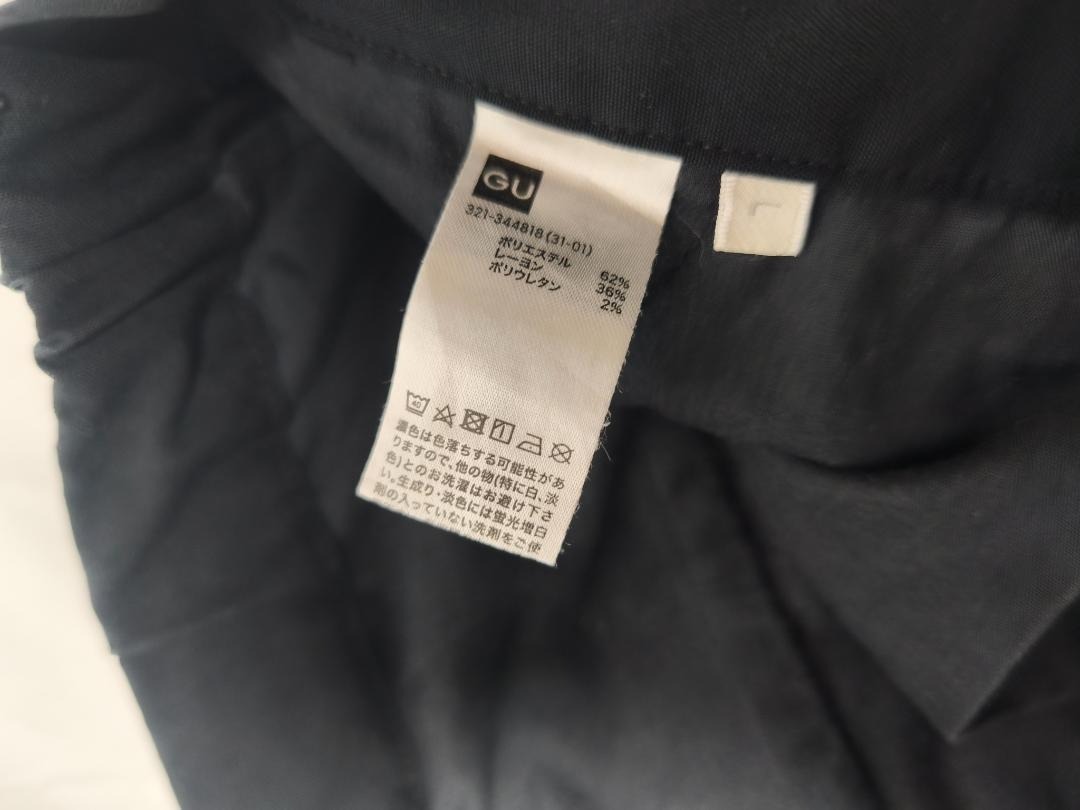 GU
321-344818(31-01)
ポリエステル 62%
レーヨン 36%
ポリウレタン 2%
40
濃色は色落ちする可能性があ
りますので、他の物(特に白、淡
色)とのお洗濯はお避け下さ
い。生成り・淡色には蛍光増白
剤の入っていない洗剤をご使
L